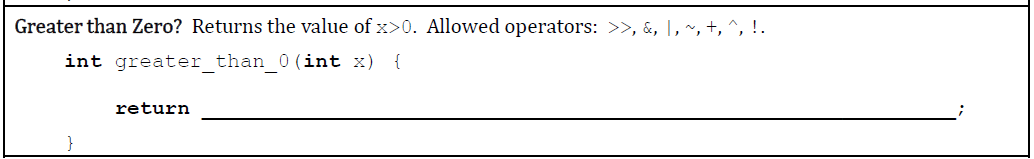 Greater than Zero? Returns the value of x>0. Allowed operators: >>, &, |, ~, +, ^, !.
int greater_than_0(int x) {
return ;
}